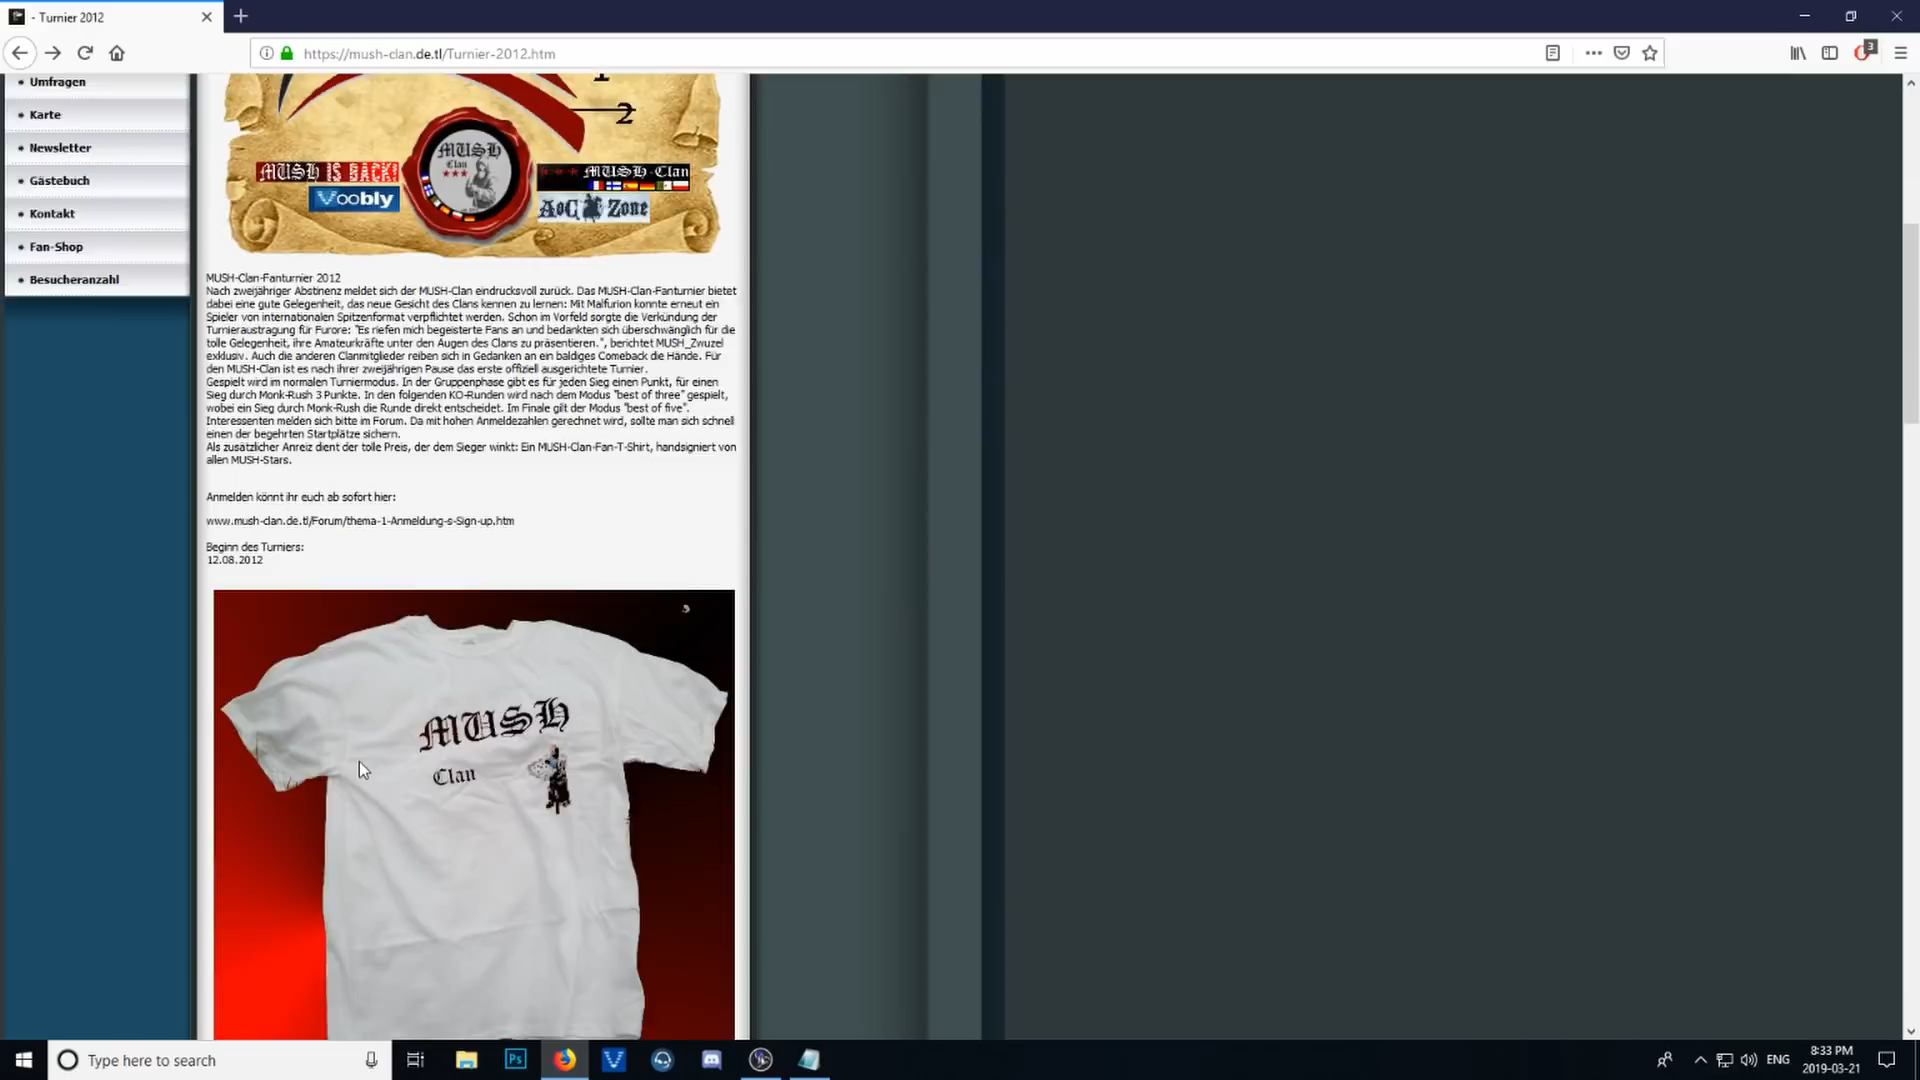 - Turnier 2012
https://mush-clan.de.tl/Turnier-2012.htm
3
Umfragen
Karte
Newsletter
Gästebuch
Kontakt
Fan-Shop
Besucheranzahl
2
MUSH
Clan
MUSH IS BACK!
MUSH-Clan
Voobly
AoC Zone
MUSH-Clan-Fanturnier 2012
Nach zweijähriger Abstinenz meldet sich der MUSH-Clan eindrucksvoll zurück. Das MUSH-Clan-Fanturnier bietet
dabei eine gute Gelegenheit, das neue Gesicht des Clans kennen zu lernen: Mit Malfurion konnte erneut ein
Spieler von internationalen Spitzenformat verpflichtet werden. Schon im Vorfeld sorgte die Verkündung der
Turnieraustragung für Furore: "Es riefen mich begeisterte Fans an und bedankten sich überschwänglich für die
tolle Gelegenheit, ihre Amateurkräfte unter den Augen des Clans zu präsentieren.", berichtet MUSH_Zwuzel
exklusiv. Auch die anderen Clanmitglieder reiben sich in Gedanken an ein baldiges Comeback die Hände. Für
den MUSH-Clan ist es nach ihrer zweijährigen Pause das erste offiziell ausgerichtete Turnier.
Gespielt wird im normalen Turniermodus. In der Gruppenphase gibt es für jeden Sieg einen Punkt, für einen
Sieg durch Monk-Rush 3 Punkte. In den folgenden KO-Runden wird nach dem Modus "best of three" gespielt,
wobei ein Sieg durch Monk-Rush die Runde direkt entscheidet. Im Finale gilt der Modus "best of five".
Interessenten melden sich bitte im Forum. Da mit hohen Anmeldezahlen gerechnet wird, sollte man sich schnell
einen der begehrten Startplätze sichern.
Als zusätzlicher Anreiz dient der tolle Preis, der dem Sieger winkt: Ein MUSH-Clan-Fan-T-Shirt, handsigniert von
allen MUSH-Stars.
Anmelden könnt ihr euch ab sofort hier:
www.mush-clan.de.tl/Forum/thema-1-Anmeldung-s-Sign-up.htm
Beginn des Turniers:
12.08.2012
MUSH
Clan
Type here to search
Ps
ENG
8:33 PM
2019-03-21